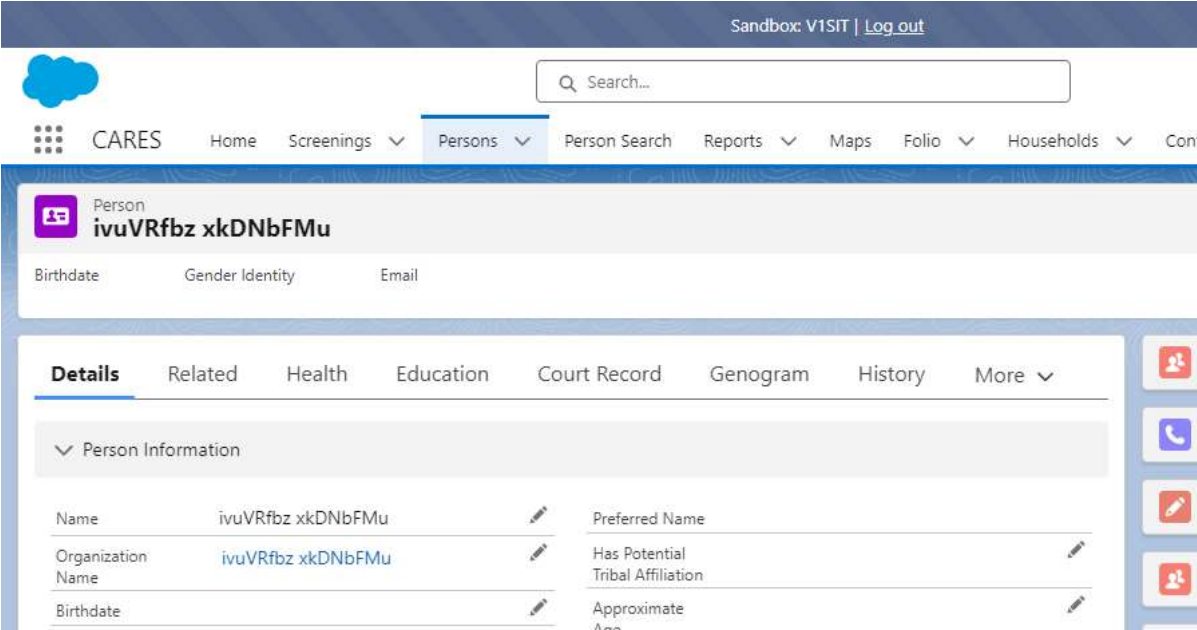 Sandbox: V1SIT | Log out
Search...
CARES Home Screenings Persons Person Search Reports Maps Folio Households Con
Person
ivuVRfbz xkDNbFMu
Birthdate Gender Identity Email
Details Related Health Education Court Record Genogram History More
Person Information
Name ivuVRfbz xkDNbFMu Preferred Name
Organization Name ivuVRfbz xkDNbFMu Has Potential Tribal Affiliation
Birthdate Approximate Age